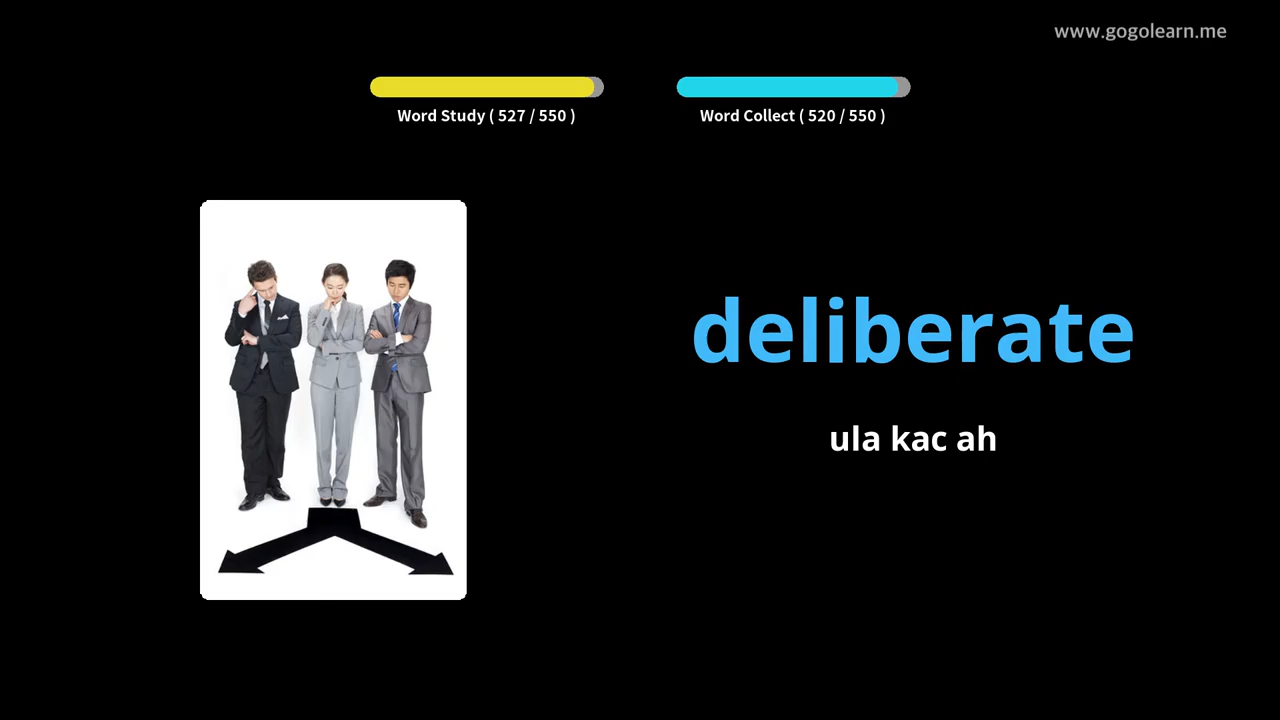 www.gogolearn.me
Word Study ( 527 / 550 )
Word Collect ( 520 / 550 )
deliberate
ula kac ah